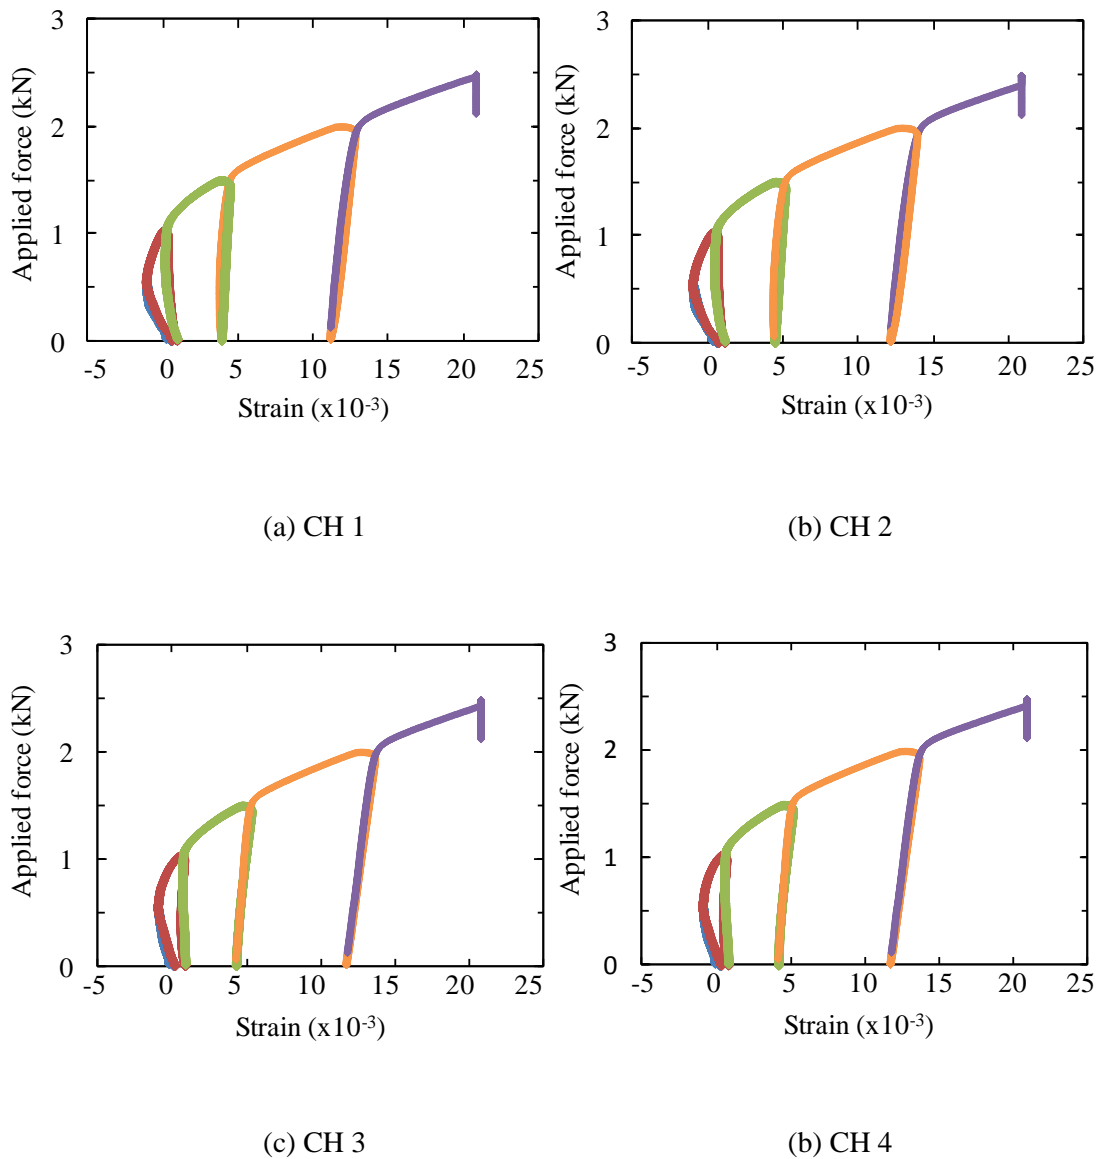 3
2
1
0
Applied force (kN)
-5 0 5 10 15 20 25
Strain (x10-3)
(a) CH 1
3
2
1
0
Applied force (kN)
-5 0 5 10 15 20 25
Strain (x10-3)
(b) CH 2
3
2
1
0
Applied force (kN)
-5 0 5 10 15 20 25
Strain (x10-3)
(c) CH 3
3
2
1
0
Applied force (kN)
-5 0 5 10 15 20 25
Strain (x10-3)
(b) CH 4